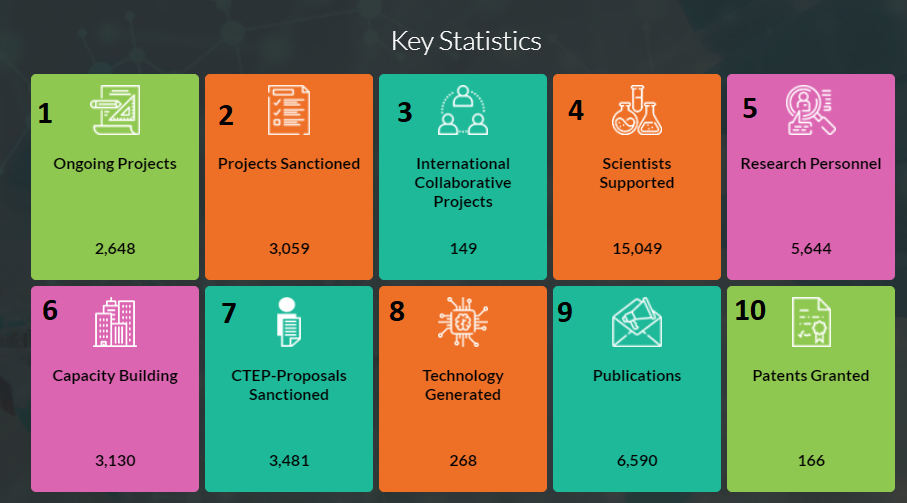 Key Statistics
1
Ongoing Projects
2,648
2
Projects Sanctioned
3,059
3
International
Collaborative
Projects
149
4
Scientists
Supported
15,049
5
Research Personnel
5,644
6
Capacity Building
3,130
7
CTEP-Proposals
Sanctioned
3,481
8
Technology
Generated
268
9
Publications
6,590
10
Patents Granted
166